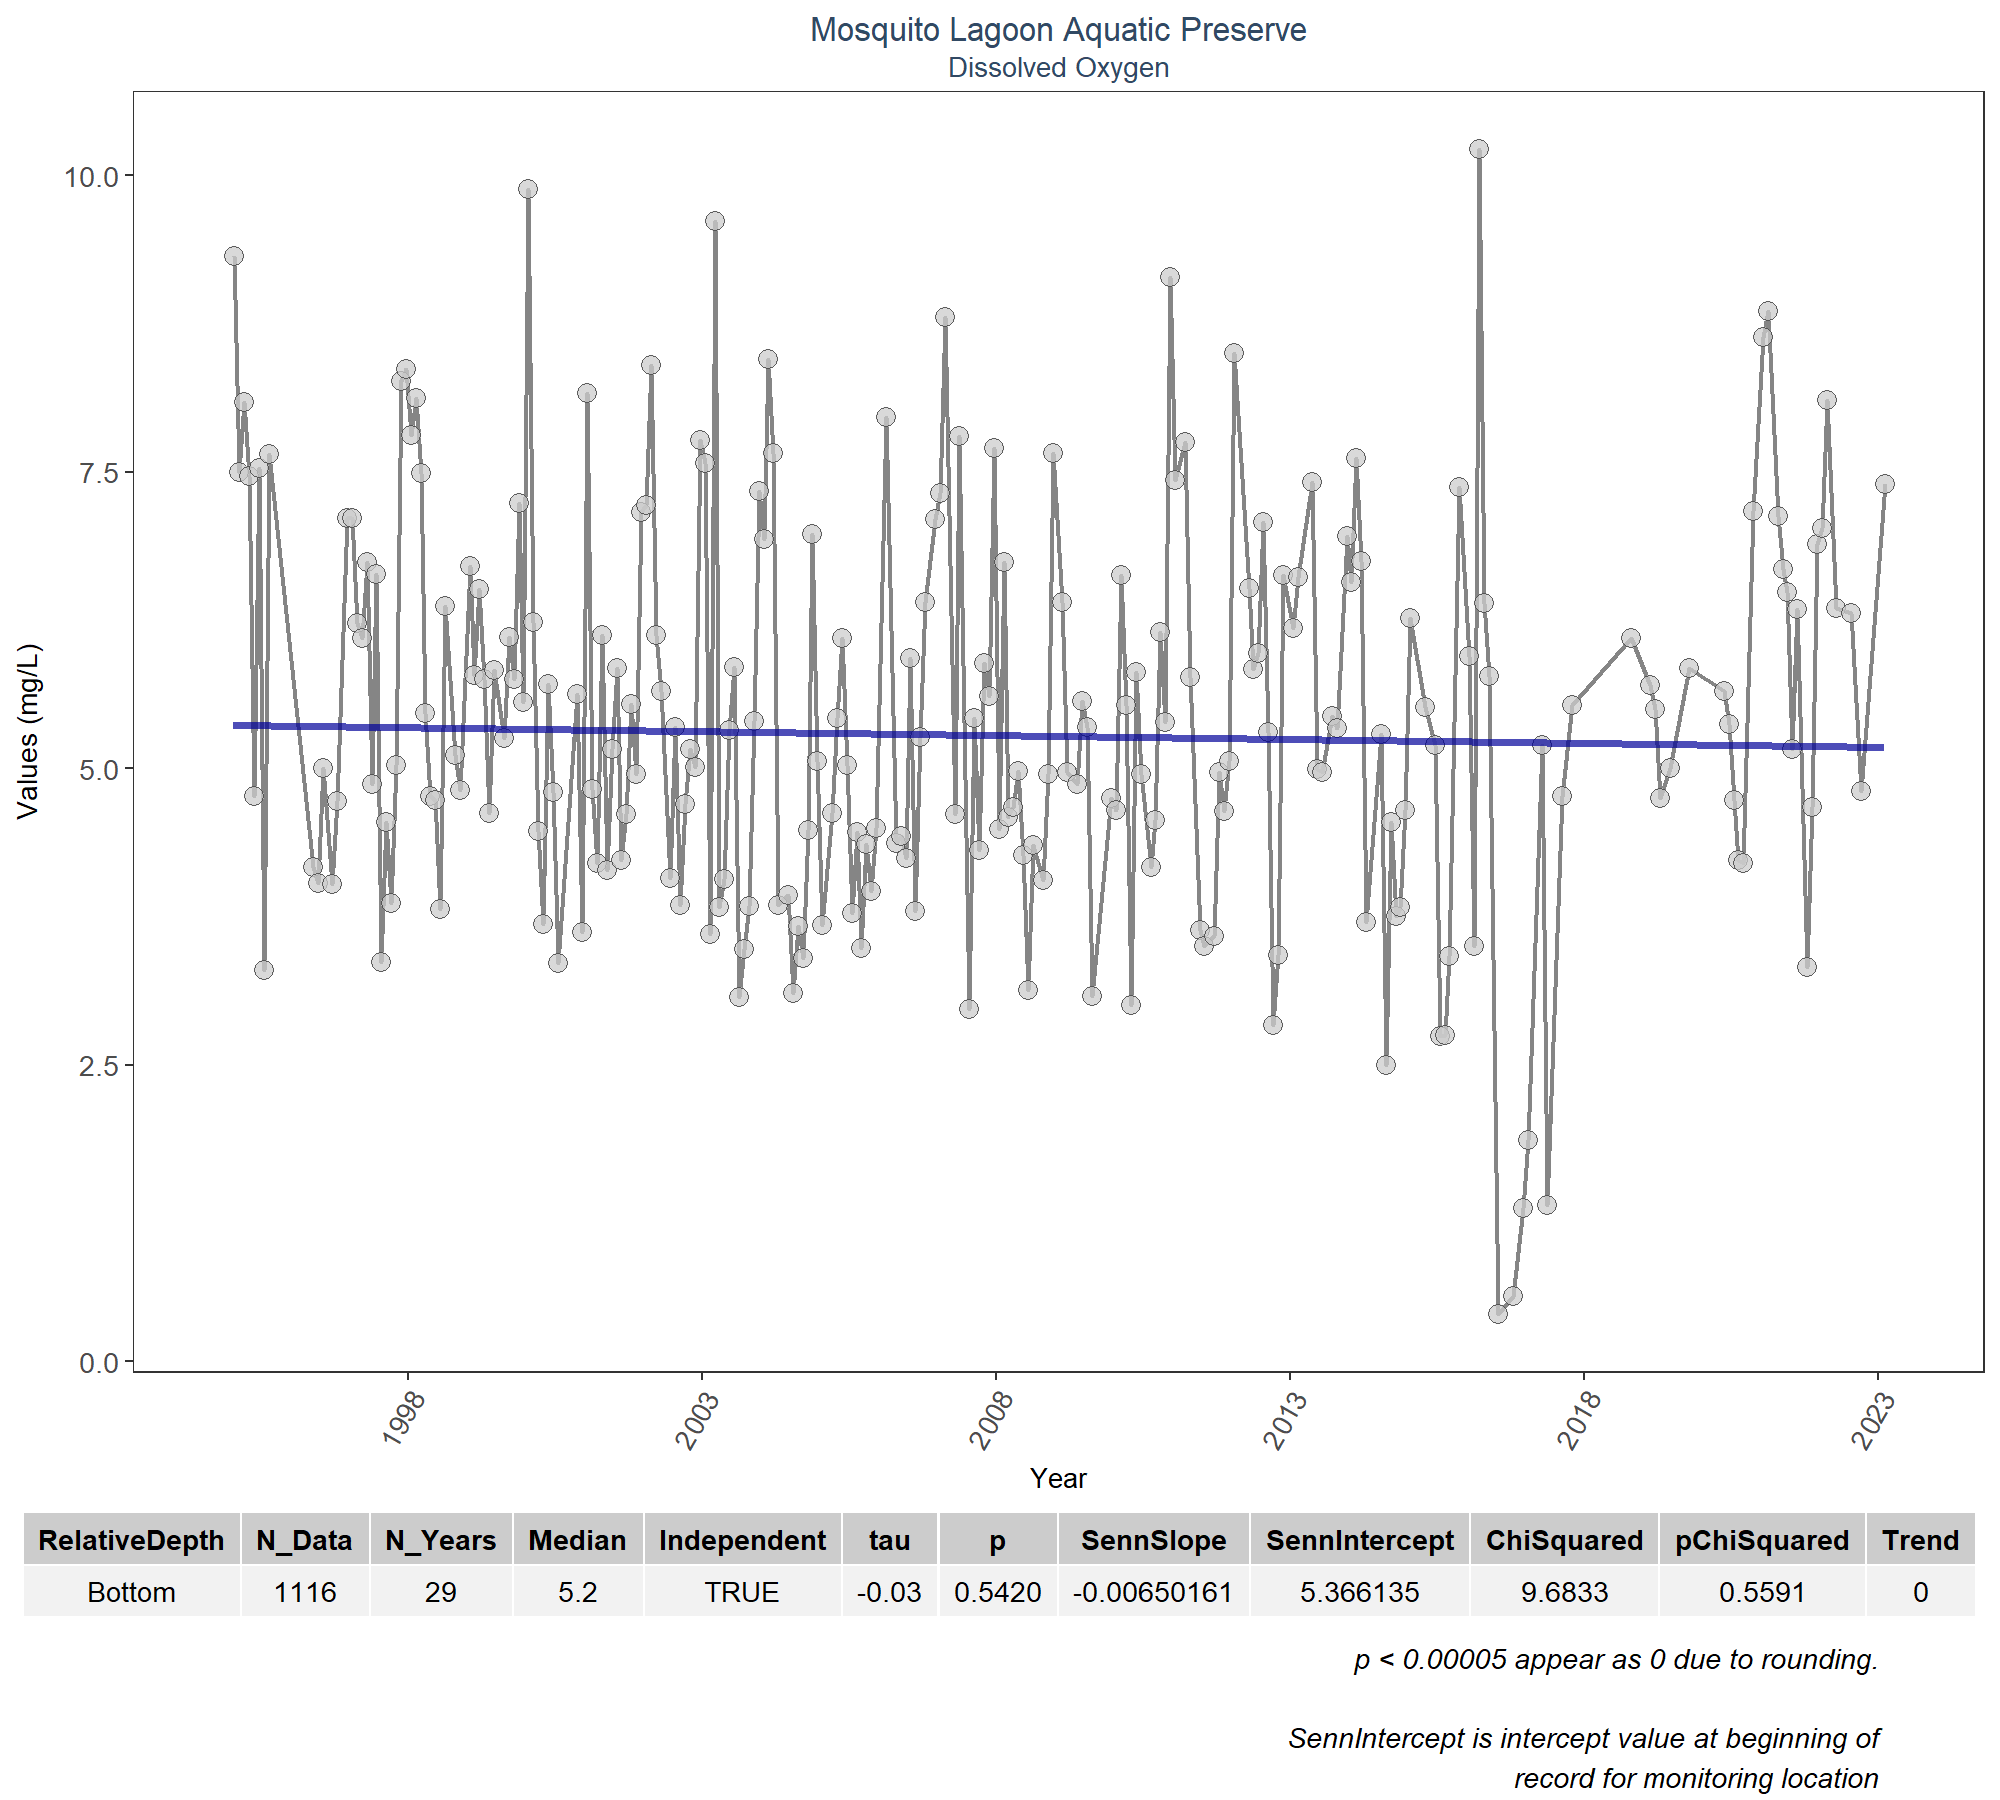 Mosquito Lagoon Aquatic Preserve
Dissolved Oxygen
Values (mg/L)
10.0
7.5
5.0
2.5
0.0
1998 2003 2008 2013 2018 2023
Year
RelativeDepth N_Data N_Years Median Independent tau p SennSlope SennIntercept ChiSquared pChiSquared Trend
Bottom 1116 29 5.2 TRUE -0.03 0.5420 -0.00650161 5.366135 9.6833 0.5591 0
p < 0.00005 appear as 0 due to rounding.
SennIntercept is intercept value at beginning of
record for monitoring location